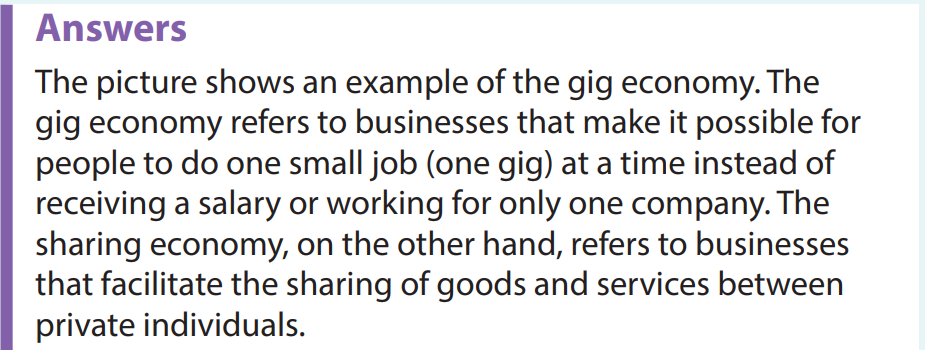 Answers
The picture shows an example of the gig economy. The
gig economy refers to businesses that make it possible for
people to do one small job (one gig) at a time instead of
receiving a salary or working for only one company. The
sharing economy, on the other hand, refers to businesses
that facilitate the sharing of goods and services between
private individuals.